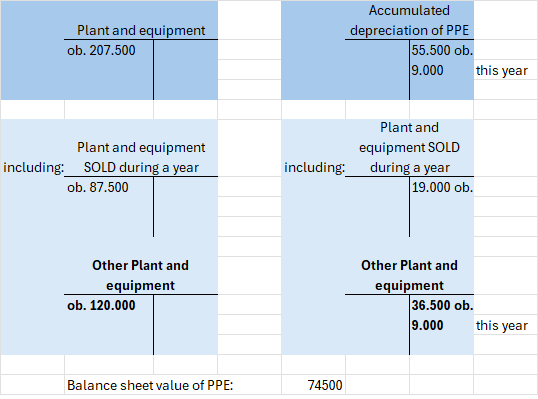 Accumulated
Plant and equipment depreciation of PPE
ob. 207.500 55.500 ob.
9.000 this year
Plant and
Plant and equipment equipment SOLD
including: SOLD during a year including: during a year
ob. 87.500 19.000 ob.
Other Plant and Other Plant and
equipment equipment
ob. 120.000 36.500 ob.
9.000 this year
Balance sheet value of PPE: 74500